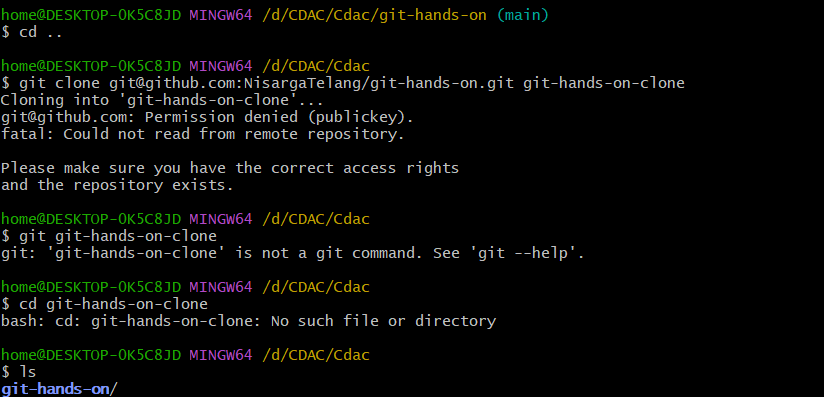 home@DESKTOP-0K5C8JD MINGW64 /d/CDAC/Cdac/git-hands-on (main)
$ cd ..
home@DESKTOP-0K5C8JD MINGW64 /d/CDAC/Cdac
$ git clone git@github.com:NisargaTelang/git-hands-on.git git-hands-on-clone
Cloning into 'git-hands-on-clone'...
git@github.com: Permission denied (publickey).
fatal: Could not read from remote repository.
Please make sure you have the correct access rights
and the repository exists.
home@DESKTOP-0K5C8JD MINGW64 /d/CDAC/Cdac
$ git git-hands-on-clone
git: 'git-hands-on-clone' is not a git command. See 'git --help'.
home@DESKTOP-0K5C8JD MINGW64 /d/CDAC/Cdac
$ cd git-hands-on-clone
bash: cd: git-hands-on-clone: No such file or directory
home@DESKTOP-0K5C8JD MINGW64 /d/CDAC/Cdac
$ ls
git-hands-on/